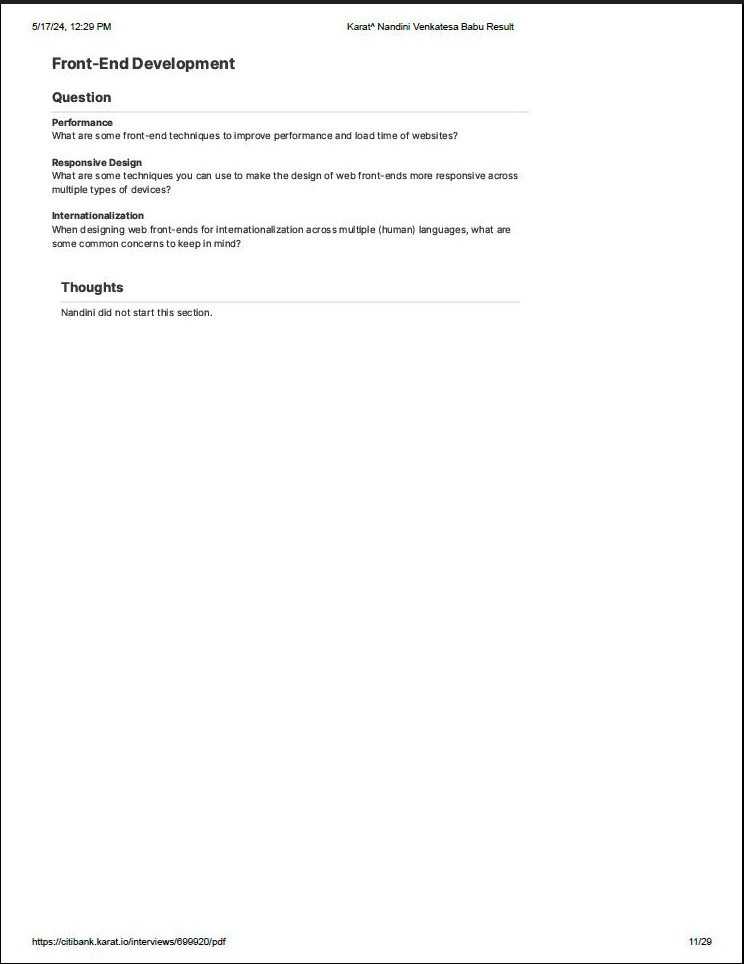 5/17/24, 12:29 PM Karat^ Nandini Venkatesa Babu Result
Front-End Development
Question
Performance
What are some front-end techniques to improve performance and load time of websites?
Responsive Design
What are some techniques you can use to make the design of web front-ends more responsive across
multiple types of devices?
Internationalization
When designing web front-ends for internationalization across multiple (human) languages, what are
some common concerns to keep in mind?
Thoughts
Nandini did not start this section.
https://citibank.karat.io/interviews/699920/pdf 11/29